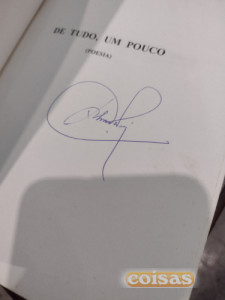 DE TUDO, UM POUCO
(POESIA)
coisas